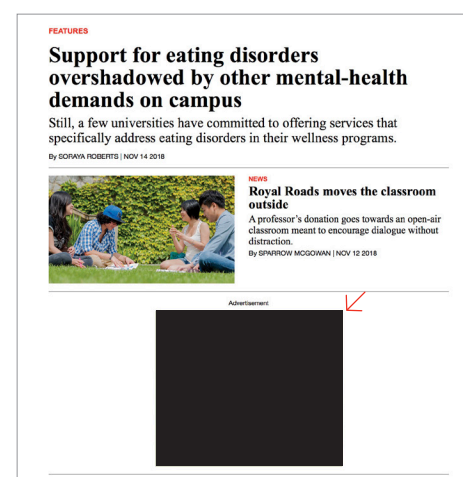 FEATURES
Support for eating disorders
overshadowed by other mental-health
demands on campus
Still, a few universities have committed to offering services that
specifically address eating disorders in their wellness programs.
By SORAYA ROBERTS | NOV 14 2018
NEWS
Royal Roads moves the classroom
outside
A professor's donation goes towards an open-air
classroom meant to encourage dialogue without
distraction.
By SPARROW MCGOWAN | NOV 12 2018
Advertisement